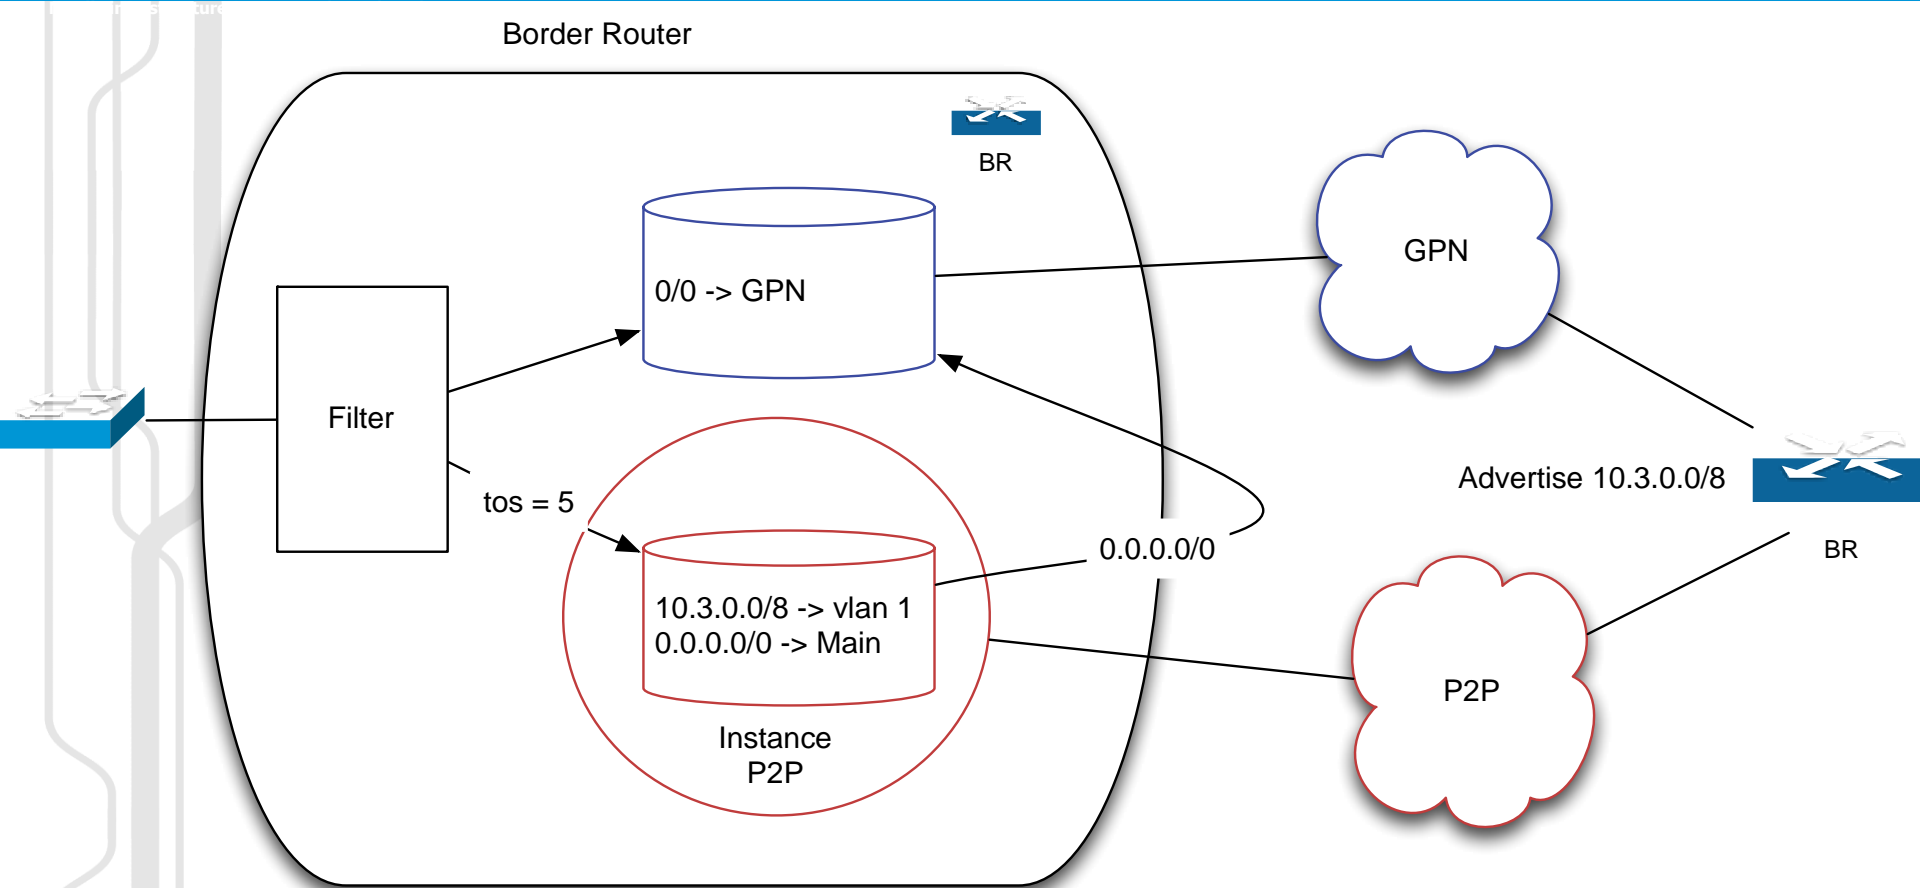 Border Router
BR
GPN
0/0 -> GPN
Filter
tos = 5
Advertise 10.3.0.0/8
BR
0.0.0.0/0
10.3.0.0/8 -> vlan 1
0.0.0.0/0 -> Main
P2P
Instance
P2P